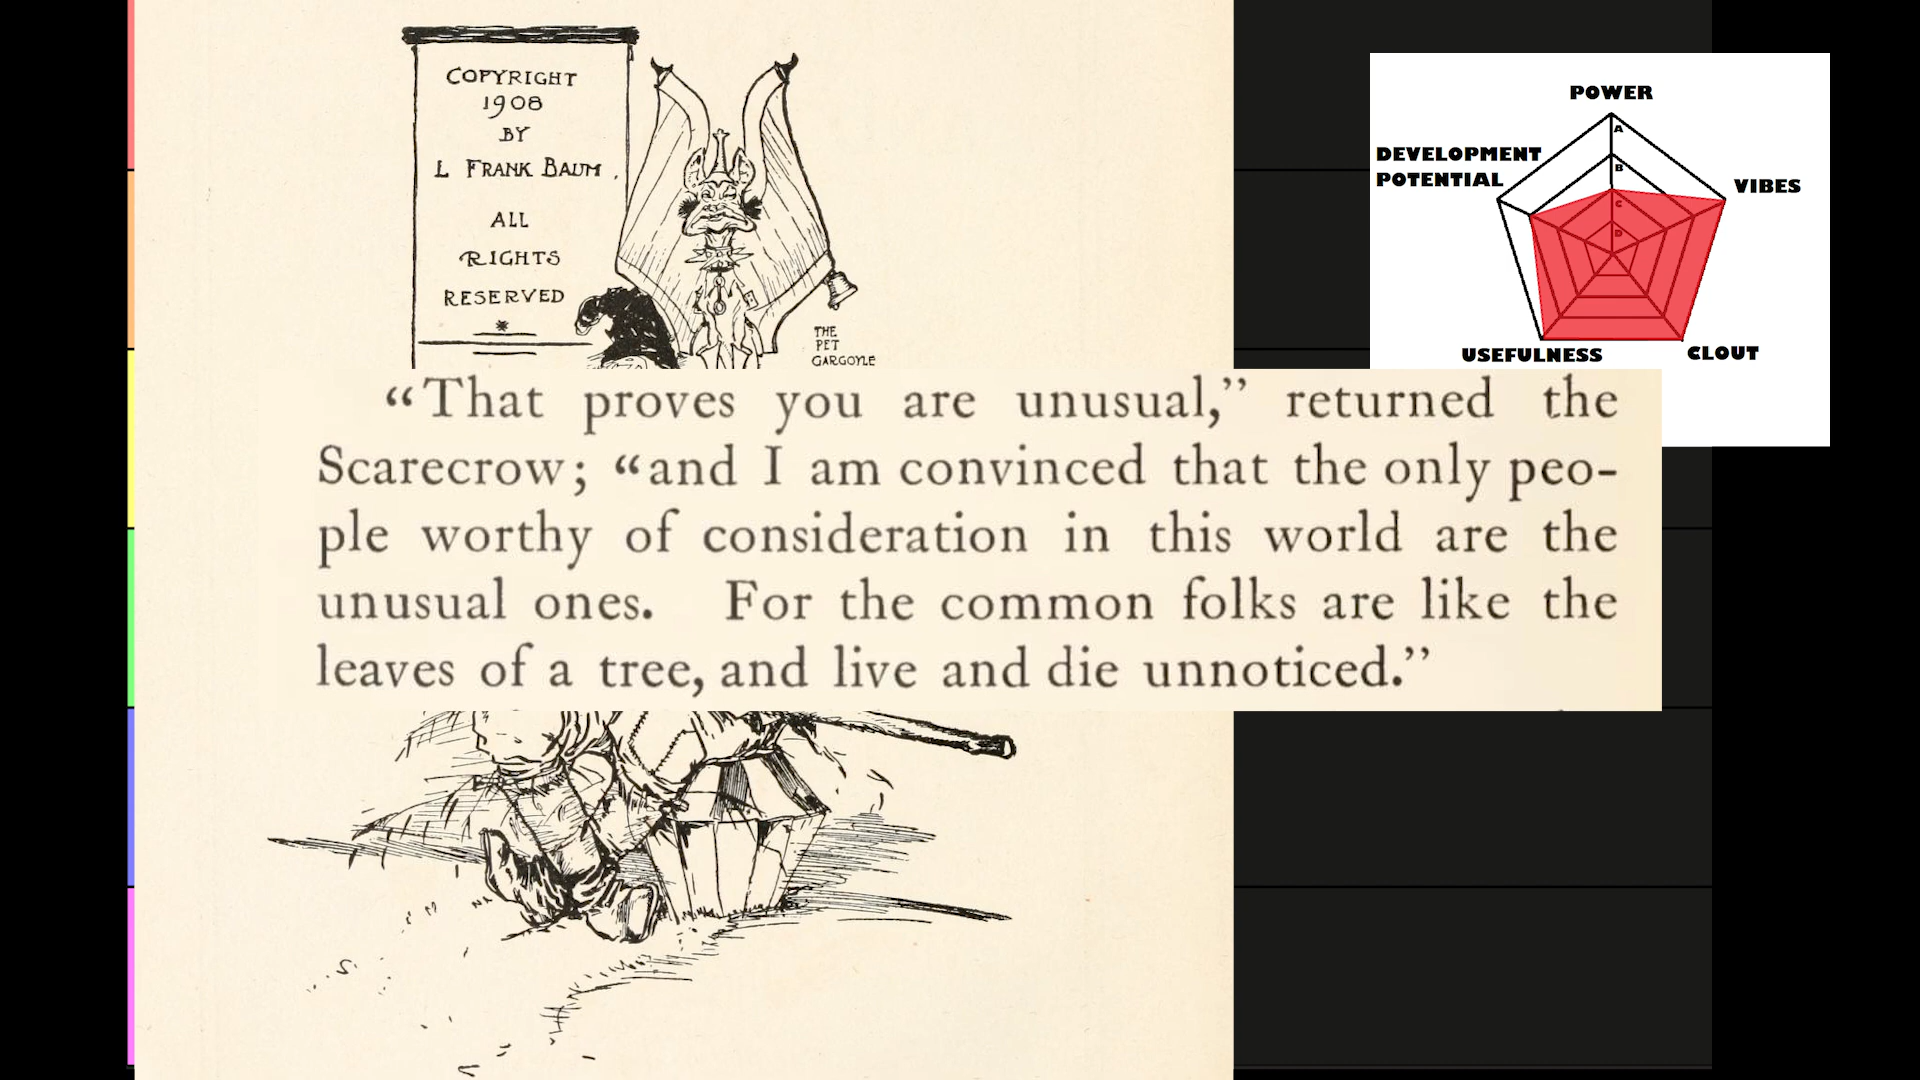 COPYRIGHT
1908
BY
L FRANK BAUM.
ALL
RIGHTS
RESERVED
THE
PET
GARGOYLE
“That proves you are unusual,” returned the
Scarecrow; “and I am convinced that the only peo-
ple worthy of consideration in this world are the
unusual ones. For the common folks are like the
leaves of a tree, and live and die unnoticed.”
POWER
A
B
C
D
DEVELOPMENT
POTENTIAL
VIBES
USEFULNESS
CLOUT